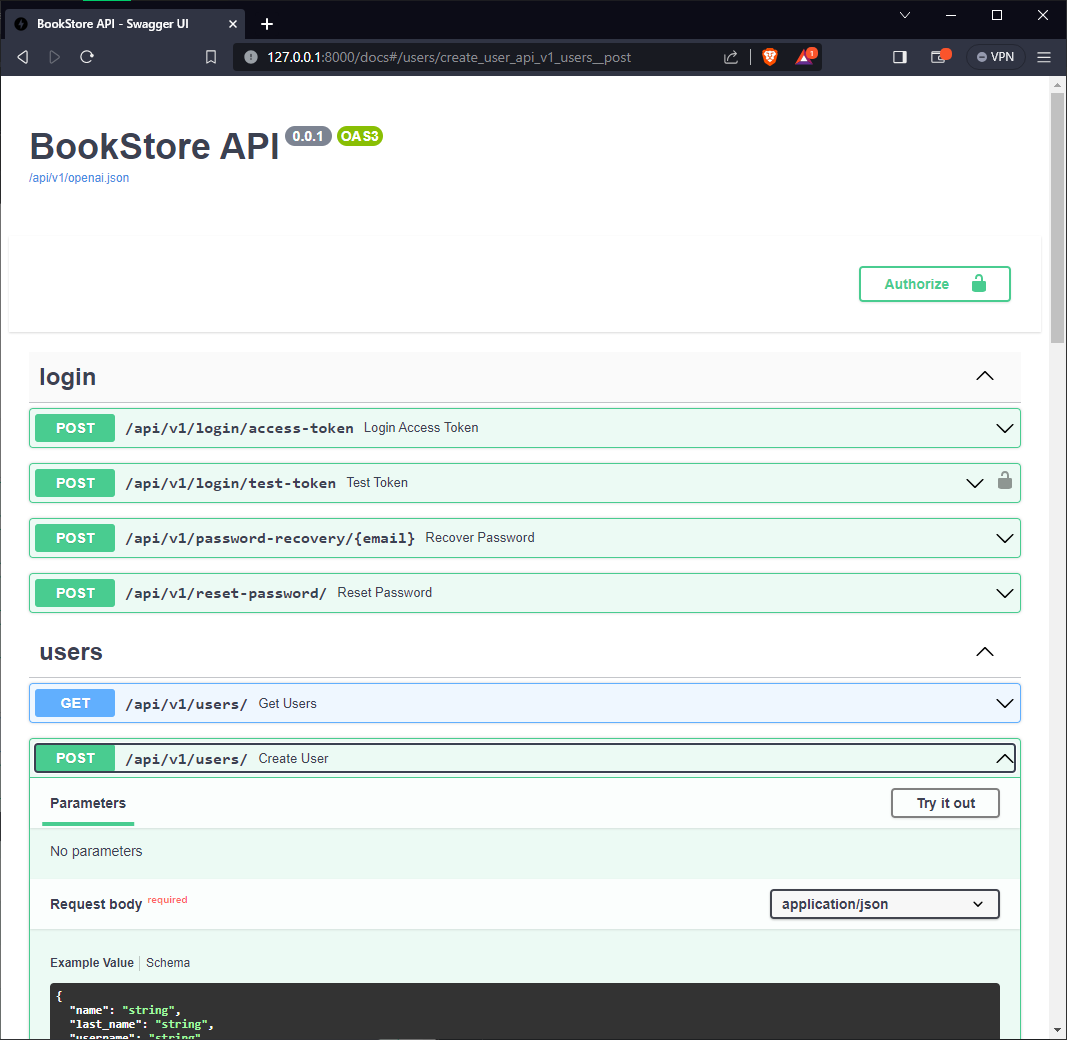 BookStore API - Swagger UI
127.0.0.1:8000/docs#/users/create_user_api_v1_users__post
1
VPN
BookStore API 0.0.1 OAS3
/api/v1/openai.json
Authorize
login
POST /api/v1/login/access-token Login Access Token
POST /api/v1/login/test-token Test Token
POST /api/v1/password-recovery/{email} Recover Password
POST /api/v1/reset-password/ Reset Password
users
GET /api/v1/users/ Get Users
POST /api/v1/users/ Create User
Parameters Try it out
No parameters
Request body required application/json
Example Value Schema
{
"name": "string",
"last_name": "string",
"username": "string"